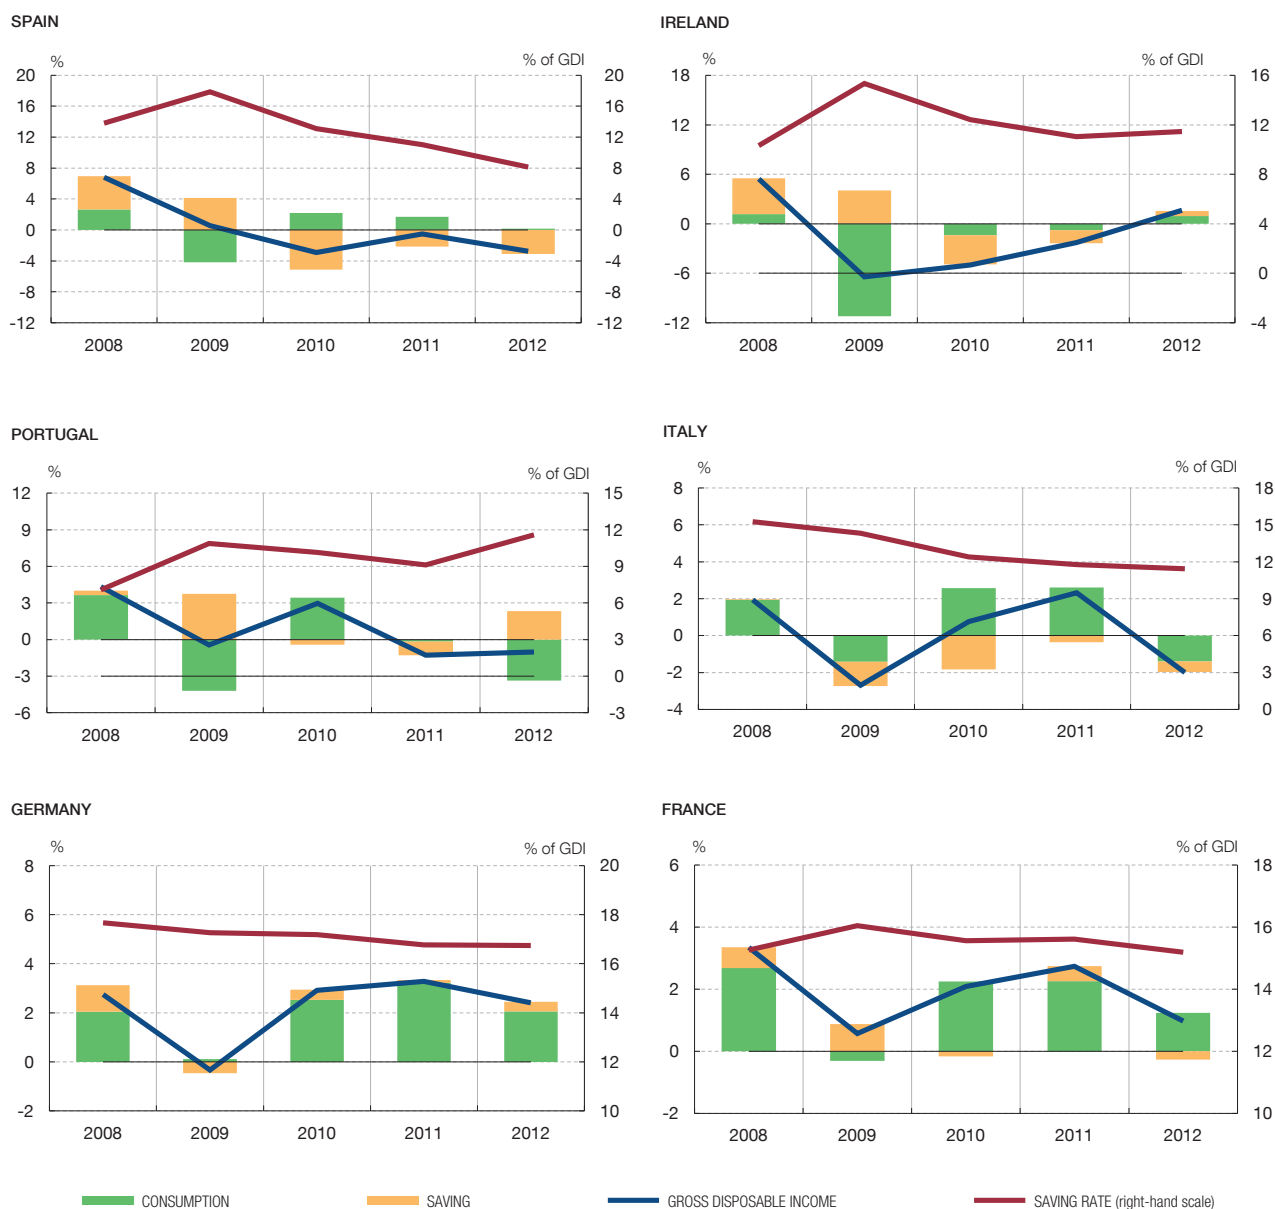 SPAIN
% % of GDI
20 20
16 16
12 12
8 8
4 4
0 0
-4 -4
-8 -8
-12 -12
2008 2009 2010 2011 2012
IRELAND
% % of GDI
18 16
12 12
6 8
0 4
-6 0
-12 -4
2008 2009 2010 2011 2012
PORTUGAL
% % of GDI
12 15
9 12
6 9
3 6
0 3
-3 0
-6 -3
2008 2009 2010 2011 2012
ITALY
% % of GDI
8 18
6 15
4 12
2 9
0 6
-2 3
-4 0
2008 2009 2010 2011 2012
GERMANY
% % of GDI
8 20
6 18
4 16
2 14
0 12
-2 10
2008 2009 2010 2011 2012
FRANCE
% % of GDI
6 18
4 16
2 14
0 12
-2 10
2008 2009 2010 2011 2012
CONSUMPTION SAVING GROSS DISPOSABLE INCOME SAVING RATE (right-hand scale)